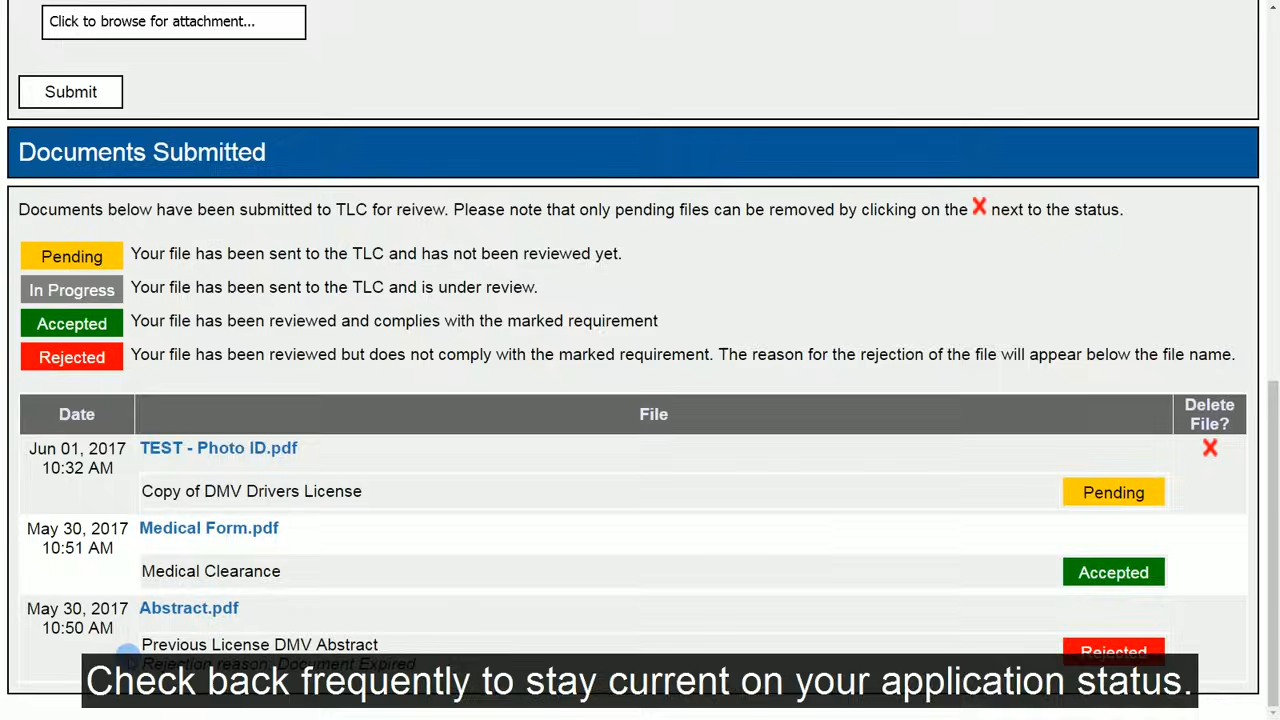 Click to browse for attachment...
Submit
Documents Submitted
Documents below have been submitted to TLC for reivew. Please note that only pending files can be removed by clicking on the X next to the status.
Pending Your file has been sent to the TLC and has not been reviewed yet.
In Progress Your file has been sent to the TLC and is under review.
Accepted Your file has been reviewed and complies with the marked requirement
Rejected Your file has been reviewed but does not comply with the marked requirement. The reason for the rejection of the file will appear below the file name.
Date File Delete File?
Jun 01, 2017 10:32 AM TEST - Photo ID.pdf X
Copy of DMV Drivers License Pending
May 30, 2017 10:51 AM Medical Form.pdf
Medical Clearance Accepted
May 30, 2017 10:50 AM Abstract.pdf
Previous License DMV Abstract Rejected
Rejection reason: Document Expired
Check back frequently to stay current on your application status.